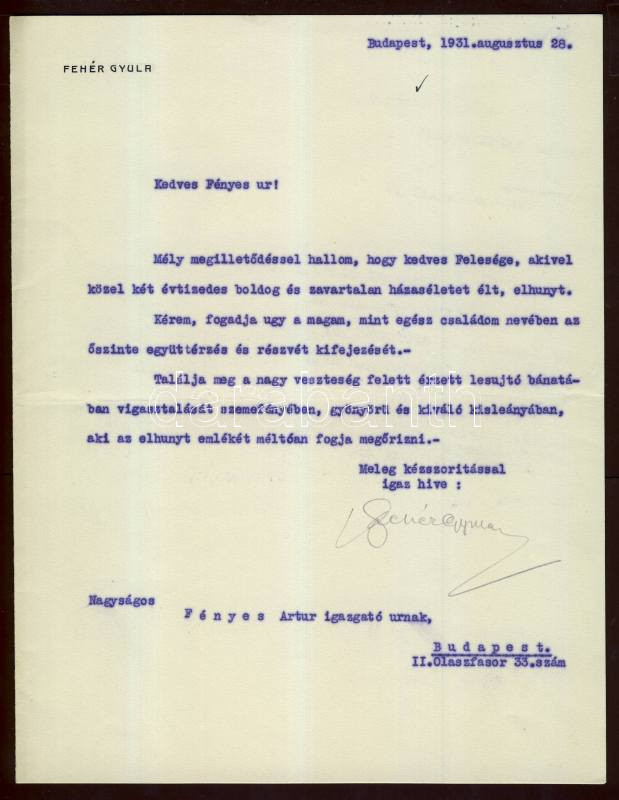 Budapest, 1931.augusztus 28.
FEHÉR GYULA
Kedves Fényes ur!
Mély megilletődéssel hallom, hogy kedves Felesége, akivel
közel két évtizedes boldog és zavartalan házaséletet élt, elhunyt.
Kérem, fogadja ugy a magam, mint egész családom nevében az
őszinte együttérzés és részvét kifejezését.-
Találja meg a nagy veszteség felett érzett lesujtó bánatá-
ban vigasztalását szemefényében, gyönyörü és kiváló kisleányában,
aki az elhunyt emlékét méltóan fogja megőrizni.-
darabanth.com
Meleg kézszoritással
igaz hive :
Fehér Gyula
Nagyságos
F é n y e s Artur igazgató urnak,
B u d a p e s t.
II.Olaszfasor 33.szám